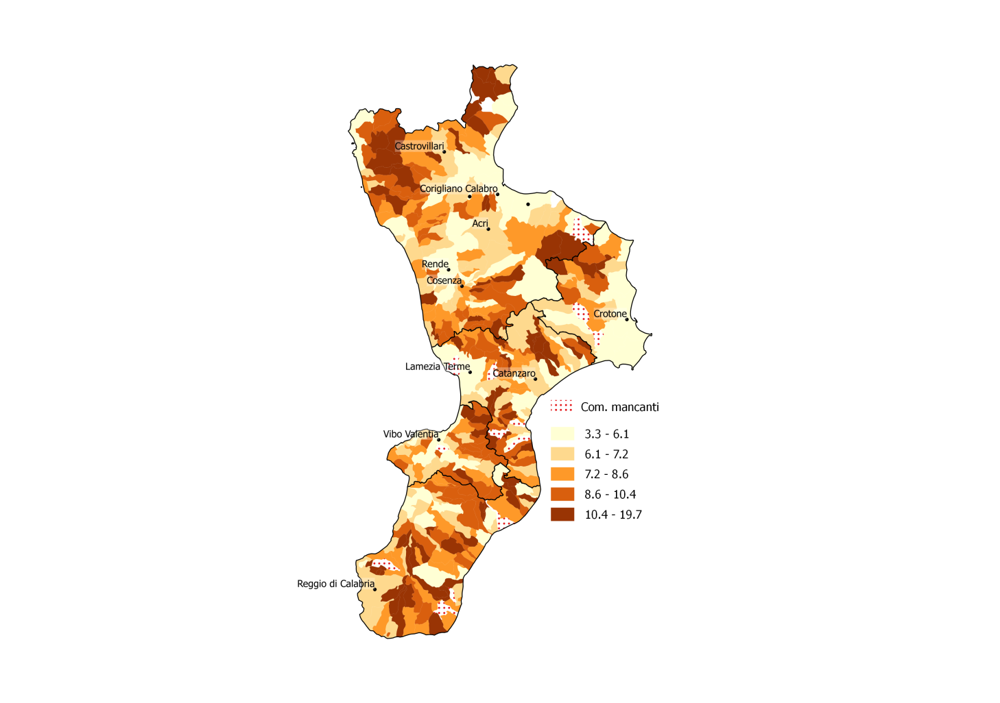 Castrovillari
Corigliano Calabro
Acri
Rende
Cosenza
Crotone
Lamezia Terme
Catanzaro
Com. mancanti
Vibo Valentia
3.3 - 6.1
6.1 - 7.2
7.2 - 8.6
8.6 - 10.4
10.4 - 19.7
Reggio di Calabria